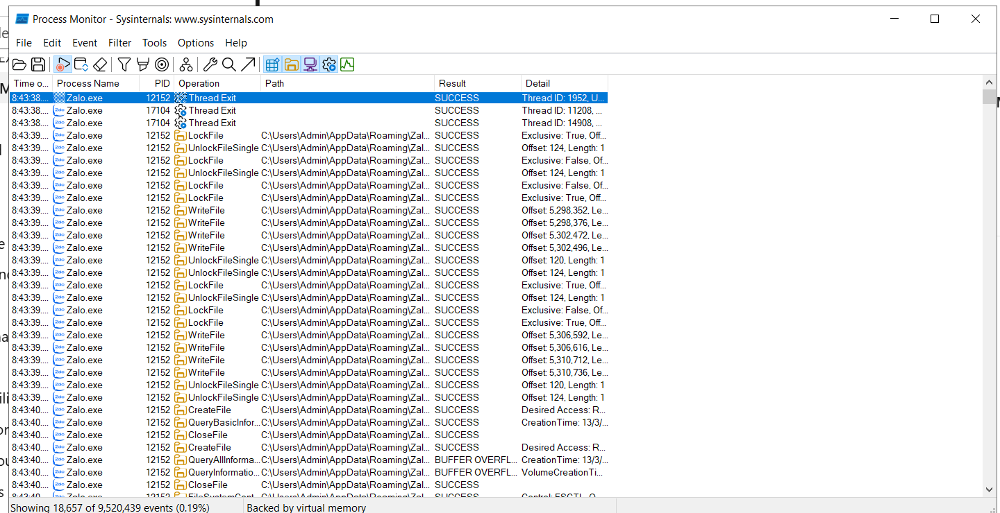 Process Monitor - Sysinternals: www.sysinternals.com
File Edit Event Filter Tools Options Help
Time o... Process Name PID Operation Path Result Detail
8:43:38.... Zalo.exe 12152 Thread Exit SUCCESS Thread ID: 1952, U...
8:43:38.... Zalo.exe 17104 Thread Exit SUCCESS Thread ID: 11208, ...
8:43:38.... Zalo.exe 17104 Thread Exit SUCCESS Thread ID: 14908, ...
8:43:39.... Zalo.exe 12152 LockFile C:\Users\Admin\AppData\Roaming\Zal... SUCCESS Exclusive: True, Off...
8:43:39.... Zalo.exe 12152 UnlockFileSingle C:\Users\Admin\AppData\Roaming\Zal... SUCCESS Offset: 124, Length: 1
8:43:39.... Zalo.exe 12152 LockFile C:\Users\Admin\AppData\Roaming\Zal... SUCCESS Exclusive: False, Of...
8:43:39.... Zalo.exe 12152 UnlockFileSingle C:\Users\Admin\AppData\Roaming\Zal... SUCCESS Offset: 124, Length: 1
8:43:39.... Zalo.exe 12152 LockFile C:\Users\Admin\AppData\Roaming\Zal... SUCCESS Exclusive: False, Of...
8:43:39.... Zalo.exe 12152 LockFile C:\Users\Admin\AppData\Roaming\Zal... SUCCESS Exclusive: True, Off...
8:43:39.... Zalo.exe 12152 WriteFile C:\Users\Admin\AppData\Roaming\Zal... SUCCESS Offset: 5,298,352, Le...
8:43:39.... Zalo.exe 12152 WriteFile C:\Users\Admin\AppData\Roaming\Zal... SUCCESS Offset: 5,298,376, Le...
8:43:39.... Zalo.exe 12152 WriteFile C:\Users\Admin\AppData\Roaming\Zal... SUCCESS Offset: 5,302,472, Le...
8:43:39.... Zalo.exe 12152 WriteFile C:\Users\Admin\AppData\Roaming\Zal... SUCCESS Offset: 5,302,496, Le...
8:43:39.... Zalo.exe 12152 UnlockFileSingle C:\Users\Admin\AppData\Roaming\Zal... SUCCESS Offset: 120, Length: 1
8:43:39.... Zalo.exe 12152 UnlockFileSingle C:\Users\Admin\AppData\Roaming\Zal... SUCCESS Offset: 124, Length: 1
8:43:39.... Zalo.exe 12152 LockFile C:\Users\Admin\AppData\Roaming\Zal... SUCCESS Exclusive: True, Off...
8:43:39.... Zalo.exe 12152 UnlockFileSingle C:\Users\Admin\AppData\Roaming\Zal... SUCCESS Offset: 124, Length: 1
8:43:39.... Zalo.exe 12152 LockFile C:\Users\Admin\AppData\Roaming\Zal... SUCCESS Exclusive: False, Of...
8:43:39.... Zalo.exe 12152 LockFile C:\Users\Admin\AppData\Roaming\Zal... SUCCESS Exclusive: True, Off...
8:43:39.... Zalo.exe 12152 WriteFile C:\Users\Admin\AppData\Roaming\Zal... SUCCESS Offset: 5,306,592, Le...
8:43:39.... Zalo.exe 12152 WriteFile C:\Users\Admin\AppData\Roaming\Zal... SUCCESS Offset: 5,306,616, Le...
8:43:39.... Zalo.exe 12152 WriteFile C:\Users\Admin\AppData\Roaming\Zal... SUCCESS Offset: 5,310,712, Le...
8:43:39.... Zalo.exe 12152 WriteFile C:\Users\Admin\AppData\Roaming\Zal... SUCCESS Offset: 5,310,736, Le...
8:43:39.... Zalo.exe 12152 UnlockFileSingle C:\Users\Admin\AppData\Roaming\Zal... SUCCESS Offset: 120, Length: 1
8:43:39.... Zalo.exe 12152 UnlockFileSingle C:\Users\Admin\AppData\Roaming\Zal... SUCCESS Offset: 124, Length: 1
8:43:40.... Zalo.exe 12152 CreateFile C:\Users\Admin\AppData\Roaming\Zal... SUCCESS Desired Access: R...
8:43:40.... Zalo.exe 12152 QueryBasicInfor... C:\Users\Admin\AppData\Roaming\Zal... SUCCESS CreationTime: 13/3/...
8:43:40.... Zalo.exe 12152 CloseFile C:\Users\Admin\AppData\Roaming\Zal... SUCCESS
8:43:40.... Zalo.exe 12152 CreateFile C:\Users\Admin\AppData\Roaming\Zal... SUCCESS Desired Access: R...
8:43:40.... Zalo.exe 12152 QueryAllInforma... C:\Users\Admin\AppData\Roaming\Zal... BUFFER OVERFL... CreationTime: 13/3/...
8:43:40.... Zalo.exe 12152 QueryInformatio... C:\Users\Admin\AppData\Roaming\Zal... BUFFER OVERFL... VolumeCreationTi...
8:43:40.... Zalo.exe 12152 CloseFile C:\Users\Admin\AppData\Roaming\Zal... SUCCESS
Showing 18,657 of 9,520,439 events (0.19%) Backed by virtual memory